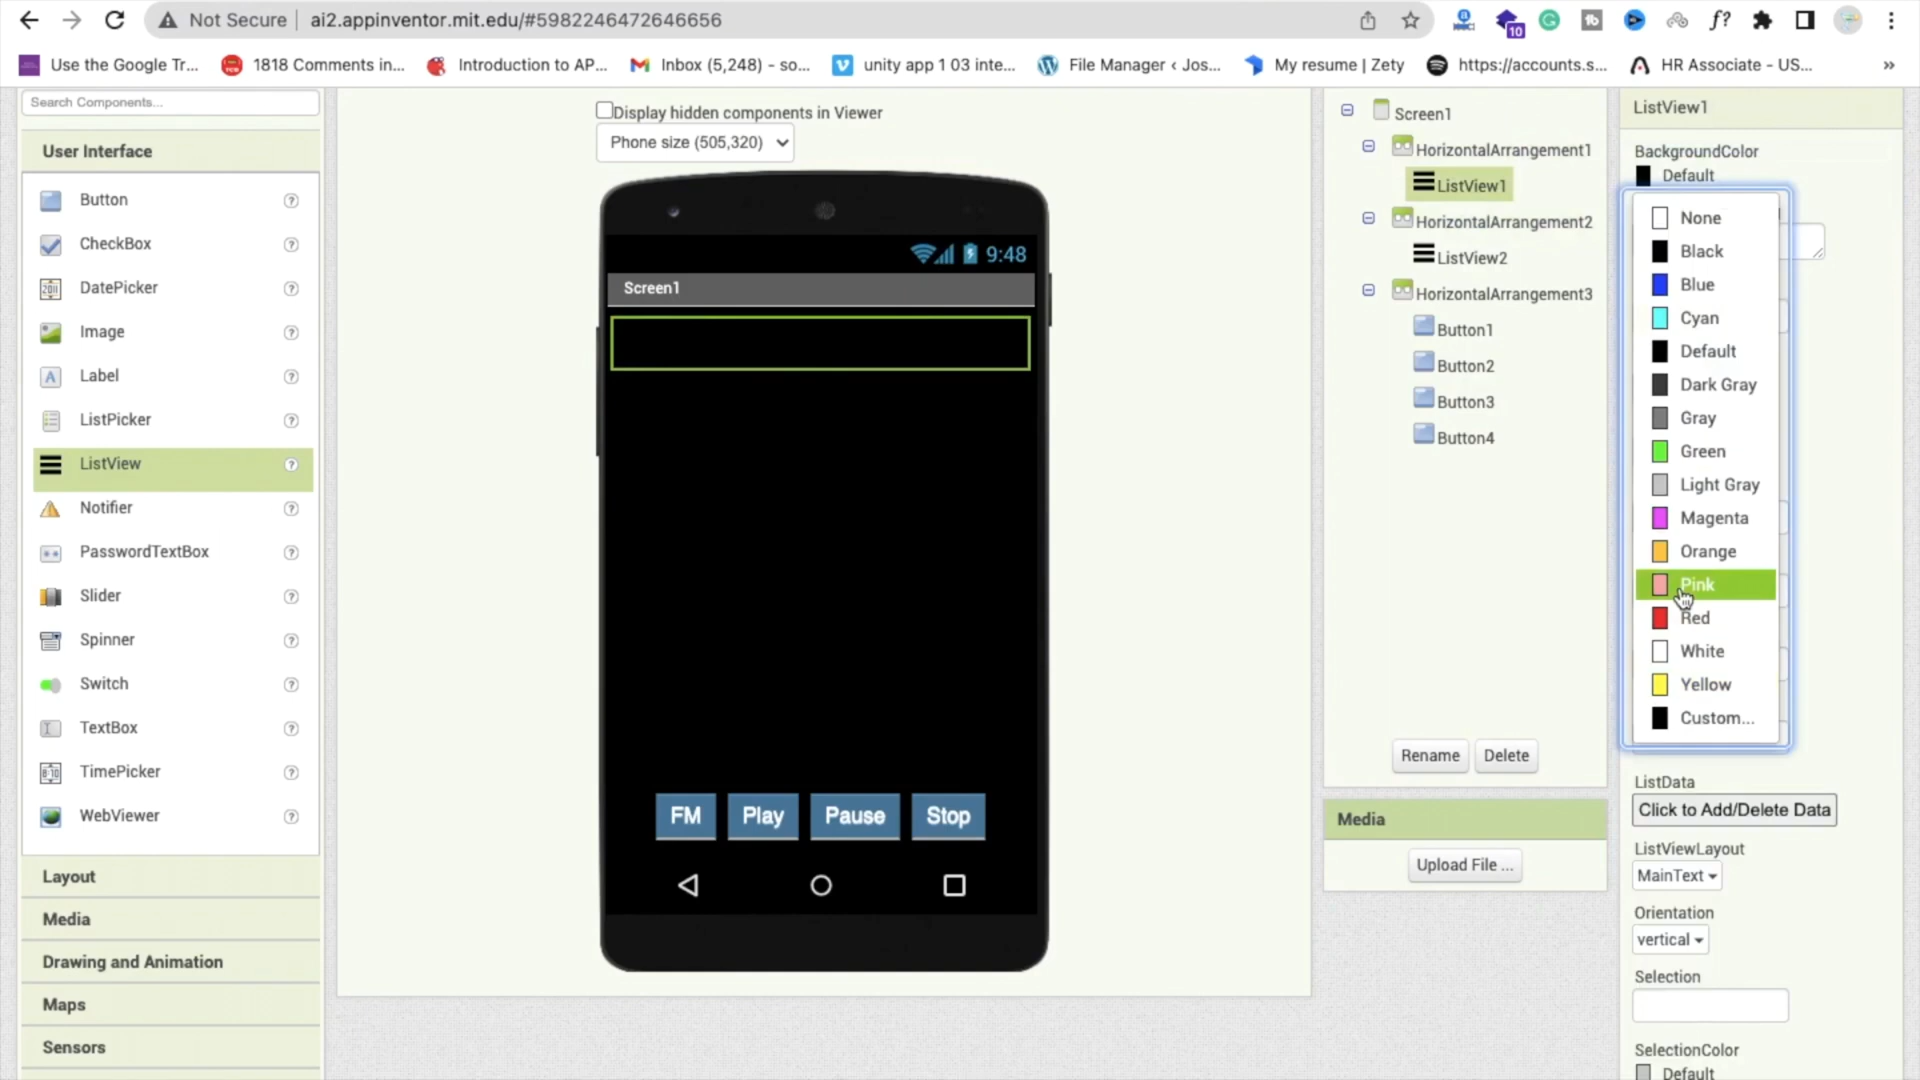 Not Secure
ai2.appinventor.mit.edu/#5982246472646656
10
f?
Use the Google Tr...
1818 Comments in...
Introduction to AP...
Inbox (5,248) – so...
unity app 1 03 inte...
File Manager ‹ Jos...
My resume | Zety
https://accounts.s...
HR Associate - US...
»
Search Components...
User Interface
Button
CheckBox
DatePicker
Image
Label
ListPicker
ListView
Notifier
PasswordTextBox
Slider
Spinner
Switch
TextBox
TimePicker
WebViewer
Layout
Media
Drawing and Animation
Maps
Sensors
Display hidden components in Viewer
Phone size (505,320)
9:48
Screen1
FM
Play
Pause
Stop
Screen1
HorizontalArrangement1
ListView1
HorizontalArrangement2
ListView2
HorizontalArrangement3
Button1
Button2
Button3
Button4
Rename
Delete
Media
Upload File ...
ListView1
BackgroundColor
Default
None
Black
Blue
Cyan
Default
Dark Gray
Gray
Green
Light Gray
Magenta
Orange
Pink
Red
White
Yellow
Custom...
ListData
Click to Add/Delete Data
ListViewLayout
MainText
Orientation
vertical
Selection
SelectionColor
Default